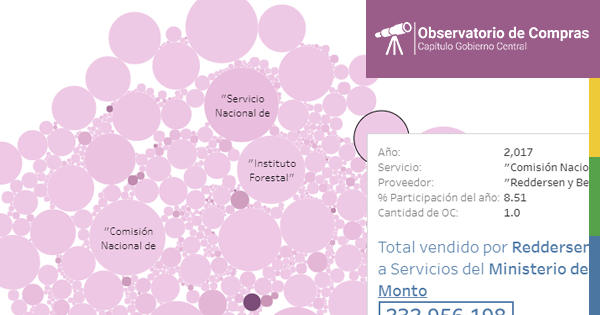 Observatorio de Compras
Capítulo Gobierno Central
"Servicio
Nacional de
"Instituto
Forestal"
"Comisión
Nacional de
Año: 2,017
Servicio: "Comisión Nacio
Proveedor: "Reddersen y Be
% Participación del año: 8.51
Cantidad de OC: 1.0
Total vendido por Reddersen
a Servicios del Ministerio de
Monto
232,956,198